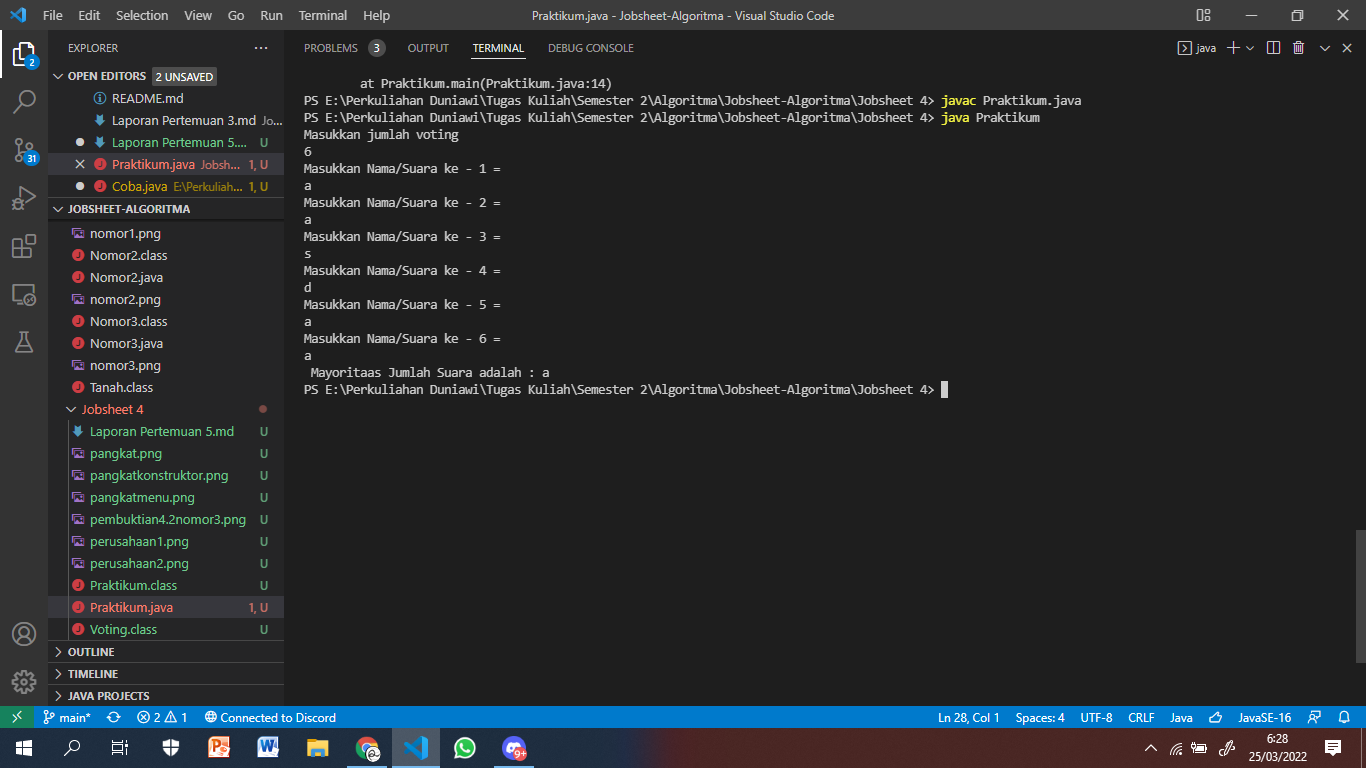 File Edit Selection View Go Run Terminal Help
Praktikum.java - Jobsheet-Algoritma - Visual Studio Code
EXPLORER
OPEN EDITORS 2 UNSAVED
README.md
Laporan Pertemuan 3.md Jo...
Laporan Pertemuan 5.... U
Praktikum.java Jobsh... 1, U
Coba.java E:\Perkuliah... 1, U
JOBSHEET-ALGORITMA
nomor1.png
Nomor2.class
Nomor2.java
nomor2.png
Nomor3.class
Nomor3.java
nomor3.png
Tanah.class
Jobsheet 4
Laporan Pertemuan 5.md U
pangkat.png U
pangkatkonstruktor.png U
pangkatmenu.png U
pembuktian4.2nomor3.png U
perusahaan1.png U
perusahaan2.png U
Praktikum.class U
Praktikum.java 1, U
Voting.class U
OUTLINE
TIMELINE
JAVA PROJECTS
2
31
PROBLEMS 3 OUTPUT TERMINAL DEBUG CONSOLE
java
at Praktikum.main(Praktikum.java:14)
PS E:\Perkuliahan Duniawi\Tugas Kuliah\Semester 2\Algoritma\Jobsheet-Algoritma\Jobsheet 4> javac Praktikum.java
PS E:\Perkuliahan Duniawi\Tugas Kuliah\Semester 2\Algoritma\Jobsheet-Algoritma\Jobsheet 4> java Praktikum
Masukkan jumlah voting
6
Masukkan Nama/Suara ke - 1 =
a
Masukkan Nama/Suara ke - 2 =
a
Masukkan Nama/Suara ke - 3 =
s
Masukkan Nama/Suara ke - 4 =
d
Masukkan Nama/Suara ke - 5 =
a
Masukkan Nama/Suara ke - 6 =
a
Mayoritaas Jumlah Suara adalah : a
PS E:\Perkuliahan Duniawi\Tugas Kuliah\Semester 2\Algoritma\Jobsheet-Algoritma\Jobsheet 4>
main* 2 1 Connected to Discord
Ln 28, Col 1 Spaces: 4 UTF-8 CRLF Java JavaSE-16
9+
6:28
25/03/2022